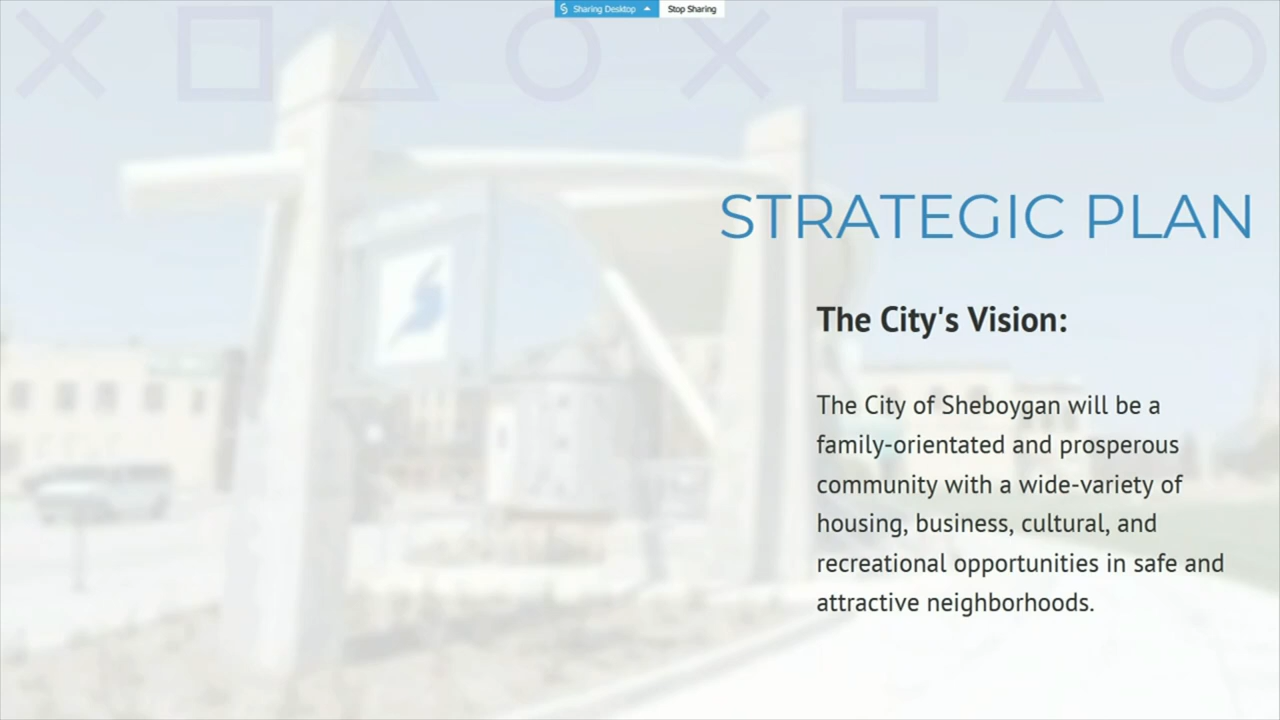 Sharing Desktop Stop Sharing
STRATEGIC PLAN
The City's Vision:
The City of Sheboygan will be a
family-orientated and prosperous
community with a wide-variety of
housing, business, cultural, and
recreational opportunities in safe and
attractive neighborhoods.